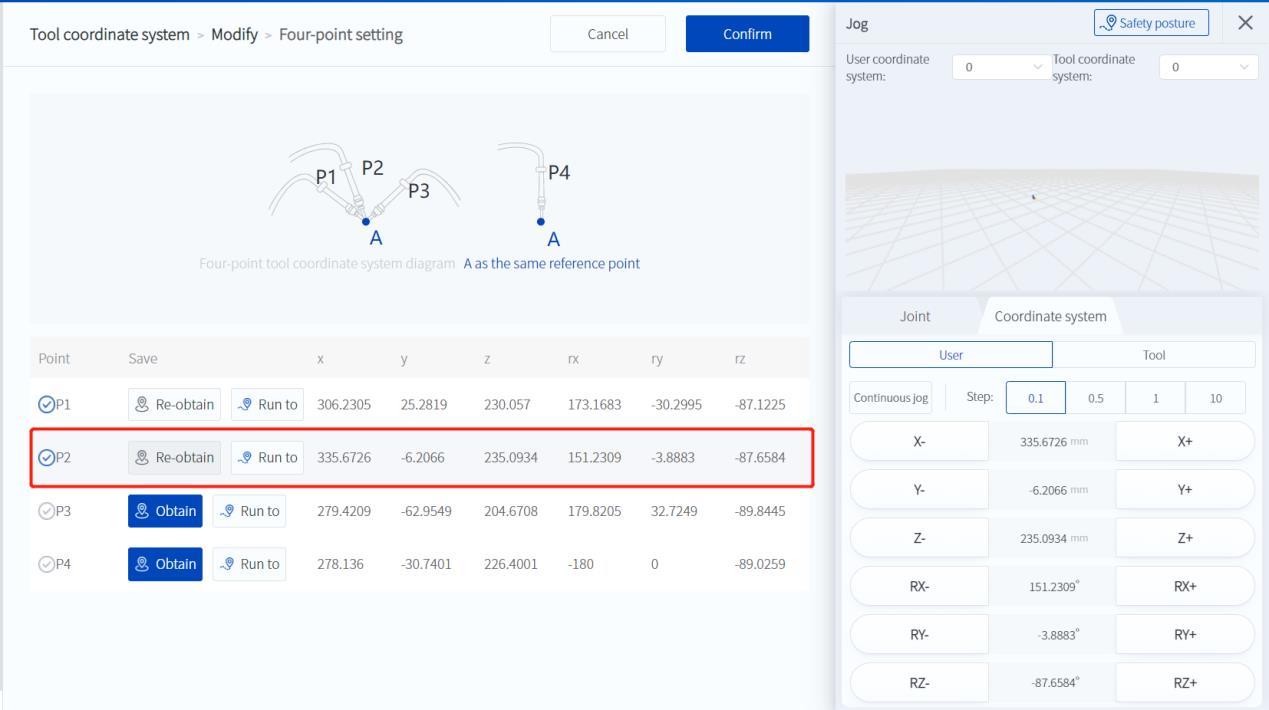 Tool coordinate system > Modify > Four-point setting
Cancel
Confirm
P1
P2
P3
A
P4
A
Four-point tool coordinate system diagram
A as the same reference point
Point Save x y z rx ry rz
P1 Re-obtain Run to 306.2305 25.2819 230.057 173.1683 -30.2995 -87.1225
P2 Re-obtain Run to 335.6726 -6.2066 235.0934 151.2309 -3.8883 -87.6584
P3 Obtain Run to 279.4209 -62.9549 204.6708 179.8205 32.7249 -89.8445
P4 Obtain Run to 278.136 -30.7401 226.4001 -180 0 -89.0259
Jog
Safety posture
User coordinate
system:
0
Tool coordinate
system:
0
Joint
Coordinate system
User
Tool
Continuous jog Step: 0.1 0.5 1 10
X- 335.6726 mm X+
Y- -6.2066 mm Y+
Z- 235.0934 mm Z+
RX- 151.2309° RX+
RY- -3.8883° RY+
RZ- -87.6584° RZ+